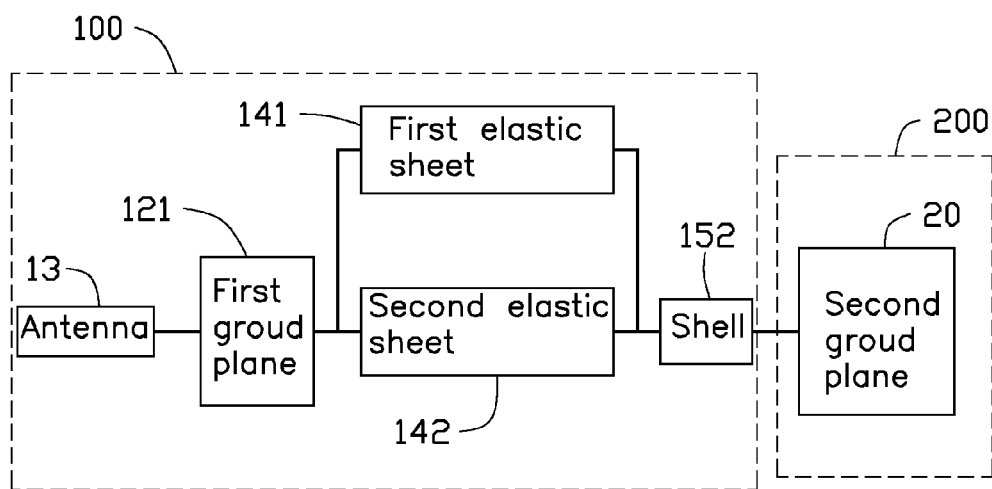 100
141
First elastic
sheet
200
121
20
152
13
First
groud
plane
Second elastic
sheet
Antenna
Shell
Second
groud
plane
142